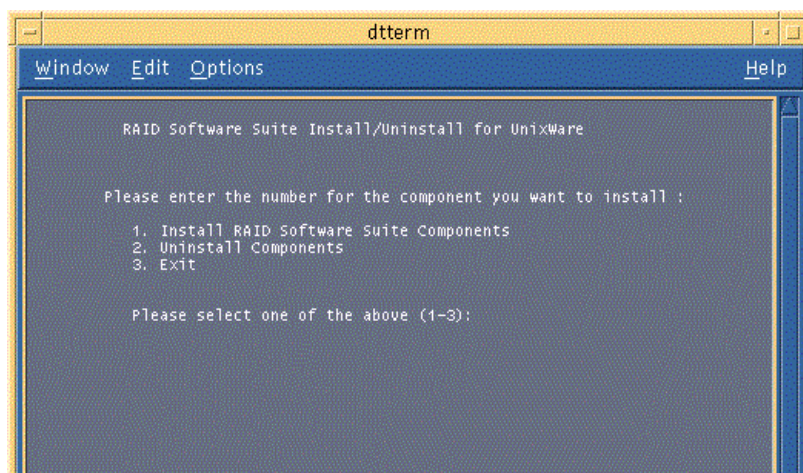 dtterm
Window Edit Options Help
RAID Software Suite Install/Uninstall for UnixWare
Please enter the number for the component you want to install :
1. Install RAID Software Suite Components
2. Uninstall Components
3. Exit
Please select one of the above (1-3):